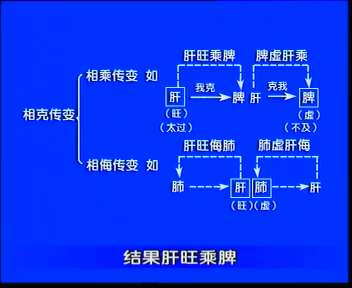 肝旺乘脾 脾虚肝乘
相乘传变 如
我克 克我
肝 脾 肝 脾
(旺) (虚)
(太过) (不及)
相克传变
肝旺侮肺 肺虚肝侮
相侮传变 如
肺 肝 肺 肝
(旺) (虚)
结果肝旺乘脾